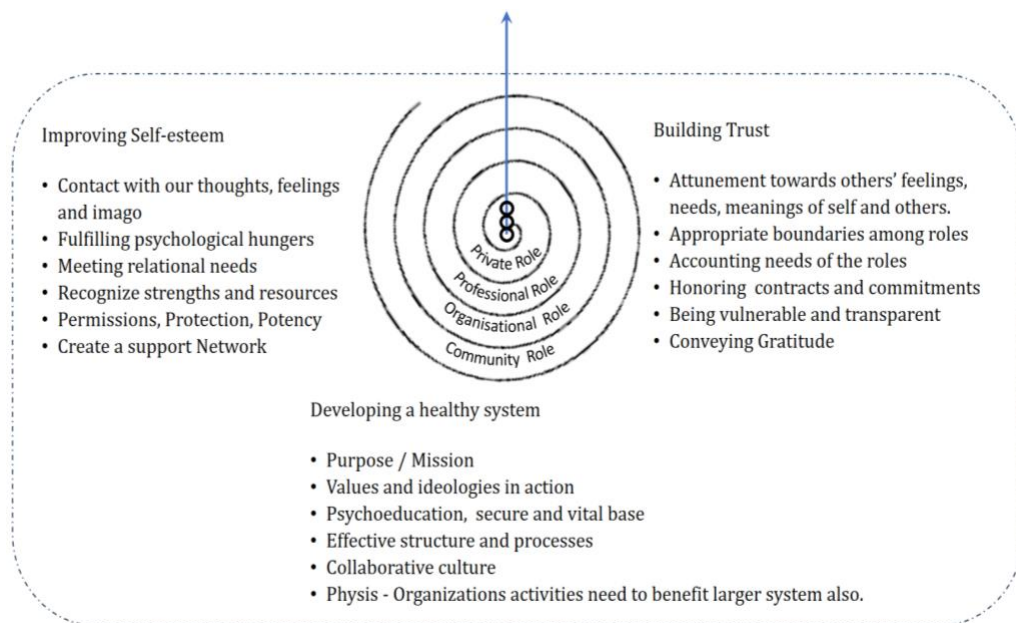 Improving Self-esteem
• Contact with our thoughts, feelings
and imago
• Fulfilling psychological hungers
• Meeting relational needs
• Recognize strengths and resources
• Permissions, Protection, Potency
• Create a support Network
Private Role
Professional Role
Organisational Role
Community Role
Building Trust
• Attunement towards others’ feelings,
needs, meanings of self and others.
• Appropriate boundaries among roles
• Accounting needs of the roles
• Honoring contracts and commitments
• Being vulnerable and transparent
• Conveying Gratitude
Developing a healthy system
• Purpose / Mission
• Values and ideologies in action
• Psychoeducation, secure and vital base
• Effective structure and processes
• Collaborative culture
• Physis - Organizations activities need to benefit larger system also.